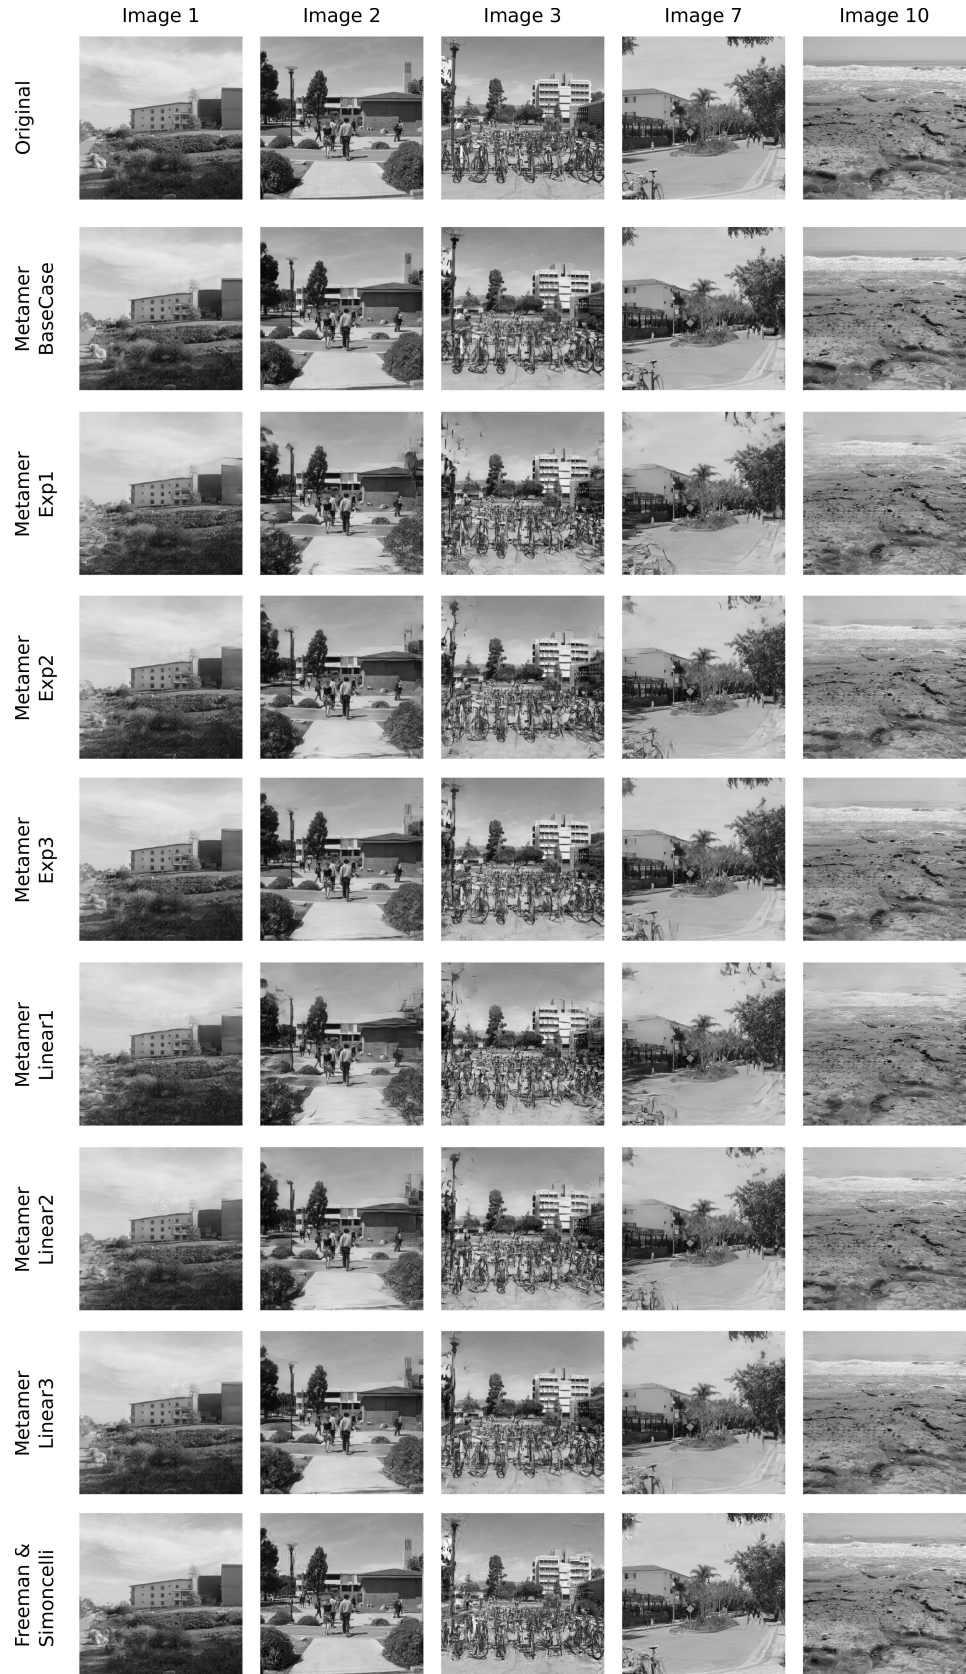 Image 1
Image 2
Image 3
Image 7
Image 10
Original
Metamer
BaseCase
Metamer
Exp1
Metamer
Exp2
Metamer
Exp3
Metamer
Linear1
Metamer
Linear2
Metamer
Linear3
Freeman &
Simoncelli